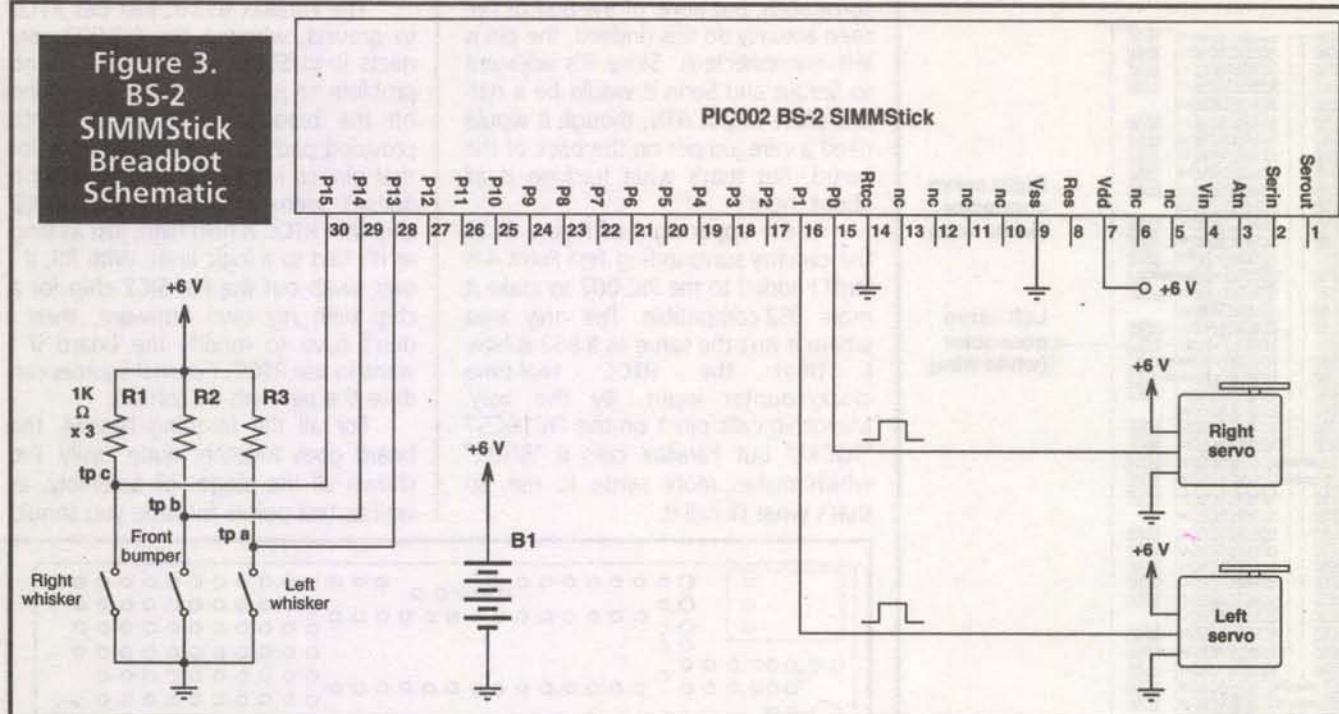 Figure 3.
BS-2
SIMMStick
Breadbot
Schematic
PIC002 BS-2 SIMMStick
P15 P14 P13 P12 P11 P10 P9 P8 P7 P6 P5 P4 P3 P2 P1 P0 Rtcc nc nc nc nc Vss Res Vdd nc nc Vin Atn Serin Serout
30 29 28 27 26 25 24 23 22 21 20 19 18 17 16 15 14 13 12 11 10 9 8 7 6 5 4 3 2 1
+6 V
+6 V
1K
Ω
x 3
R1 R2 R3
tp c
tp b
tp a
Front
bumper
Right
whisker
Left
whisker
+6 V
B1
+6 V
Right
servo
+6 V
Left
servo